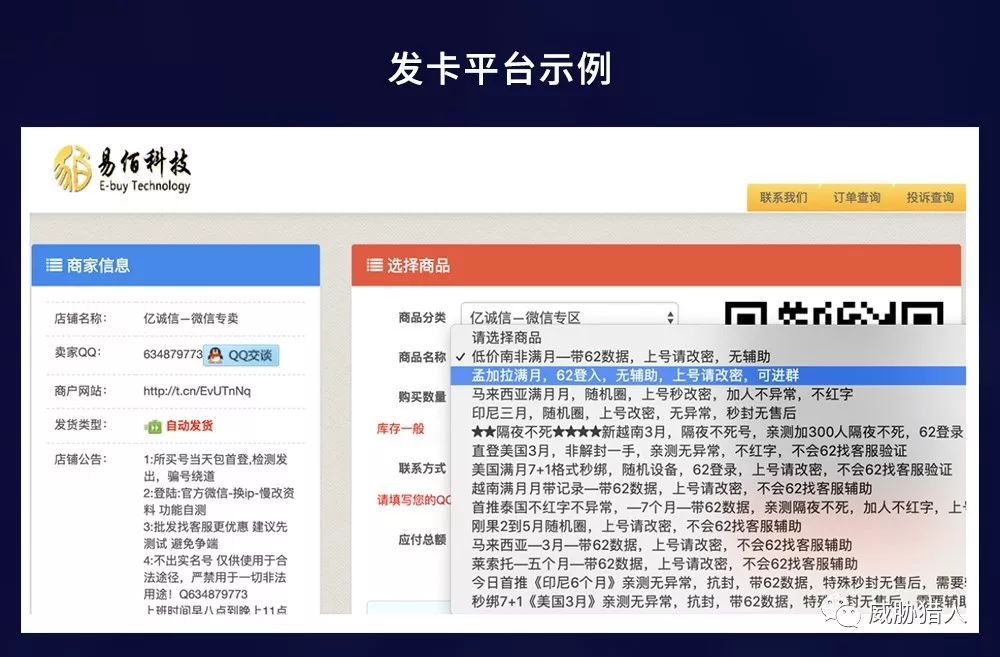 发卡平台示例
易佰科技
E-buy Technology
联系我们 订单查询 投诉查询
商家信息
店铺名称： 亿诚信－微信专卖
卖家QQ： 634879773 QQ交谈
商户网站： http://t.cn/EvUTnNq
发货类型： 自动发货
店铺公告： 1:所买号当天包首登,检测发
出，骗号绕道
2:登陆:官方微信-换ip-慢改资
料 功能自测
3:批发找客服更优惠 建议先
测试 避免争端
4:不出实名号 仅供使用于合
法途径，严禁用于一切非法
用途！Q634879773
上班时间早八点到晚上11点
选择商品
商品分类 亿诚信－微信专区
商品名称
购买数量
库存一般
联系方式
请填写您的QQ
应付总额
请选择商品
✓ 低价南非满月—带62数据，上号请改密，无辅助
孟加拉满月，62登入，无辅助，上号请改密，可进群
马来西亚满月月，随机圈，上号秒改密，加人不异常，不红字
印尼三月，随机圈，上号改密，无异常，秒封无售后
★★隔夜不死★★★★新越南3月，隔夜不死号，亲测加300人隔夜不死，62登录
直登美国3月，非解封一手，亲测无异常，不红字，不会62找客服验证
美国满月7+1格式秒绑，随机设备，62登录，上号请改密，不会62找客服验证
越南满月月带记录—带62数据，上号请改密，不会62找客服辅助
首推泰国不红字不异常，—7个月—带62数据，亲测隔夜不死，加人不红字，上号
刚果2到5月随机圈，上号请改密，不会62找客服辅助
马来西亚—3月—带62数据，上号请改密，不会62找客服辅助
莱索托—五个月—带62数据，上号请改密，不会62找客服辅助
今日首推《印尼6个月》亲测无异常，抗封，带62数据，特殊秒封无售后，需要
秒绑7+1《美国3月》亲测无异常，抗封，带62数据，特殊秒封无售后，需要辅助
威胁猎人